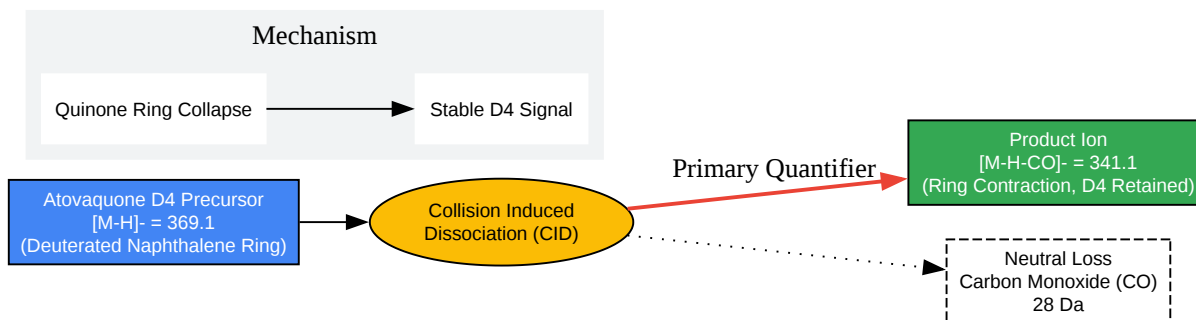 Mechanism
Quinone Ring Collapse
Stable D4 Signal
Atovaquone D4 Precursor
[M-H]- = 369.1
(Deuterated Naphthalene Ring)
Collision Induced
Dissociation (CID)
Primary Quantifier
Product Ion
[M-H-CO]- = 341.1
(Ring Contraction, D4 Retained)
Neutral Loss
Carbon Monoxide (CO)
28 Da